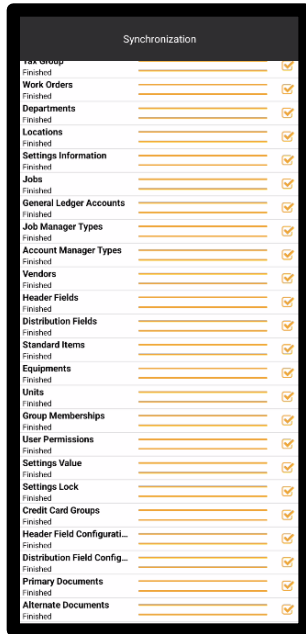 Synchronization
Tax Group
Finished
Work Orders
Finished
Departments
Finished
Locations
Finished
Settings Information
Finished
Jobs
Finished
General Ledger Accounts
Finished
Job Manager Types
Finished
Account Manager Types
Finished
Vendors
Finished
Header Fields
Finished
Distribution Fields
Finished
Standard Items
Finished
Equipments
Finished
Units
Finished
Group Memberships
Finished
User Permissions
Finished
Settings Value
Finished
Settings Lock
Finished
Credit Card Groups
Finished
Header Field Configurati...
Finished
Distribution Field Config...
Finished
Primary Documents
Finished
Alternate Documents
Finished